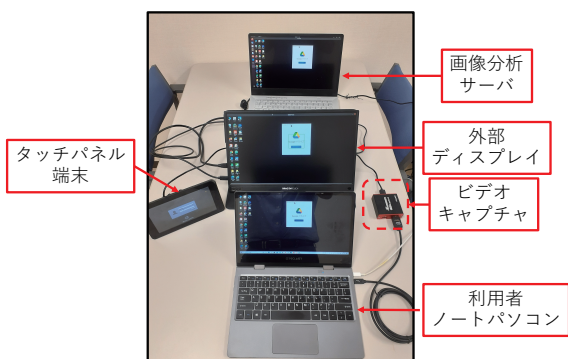 画像分析
サーバ
外部
ディスプレイ
タッチパネル
端末
ビデオ
キャプチャ
利用者
ノートパソコン